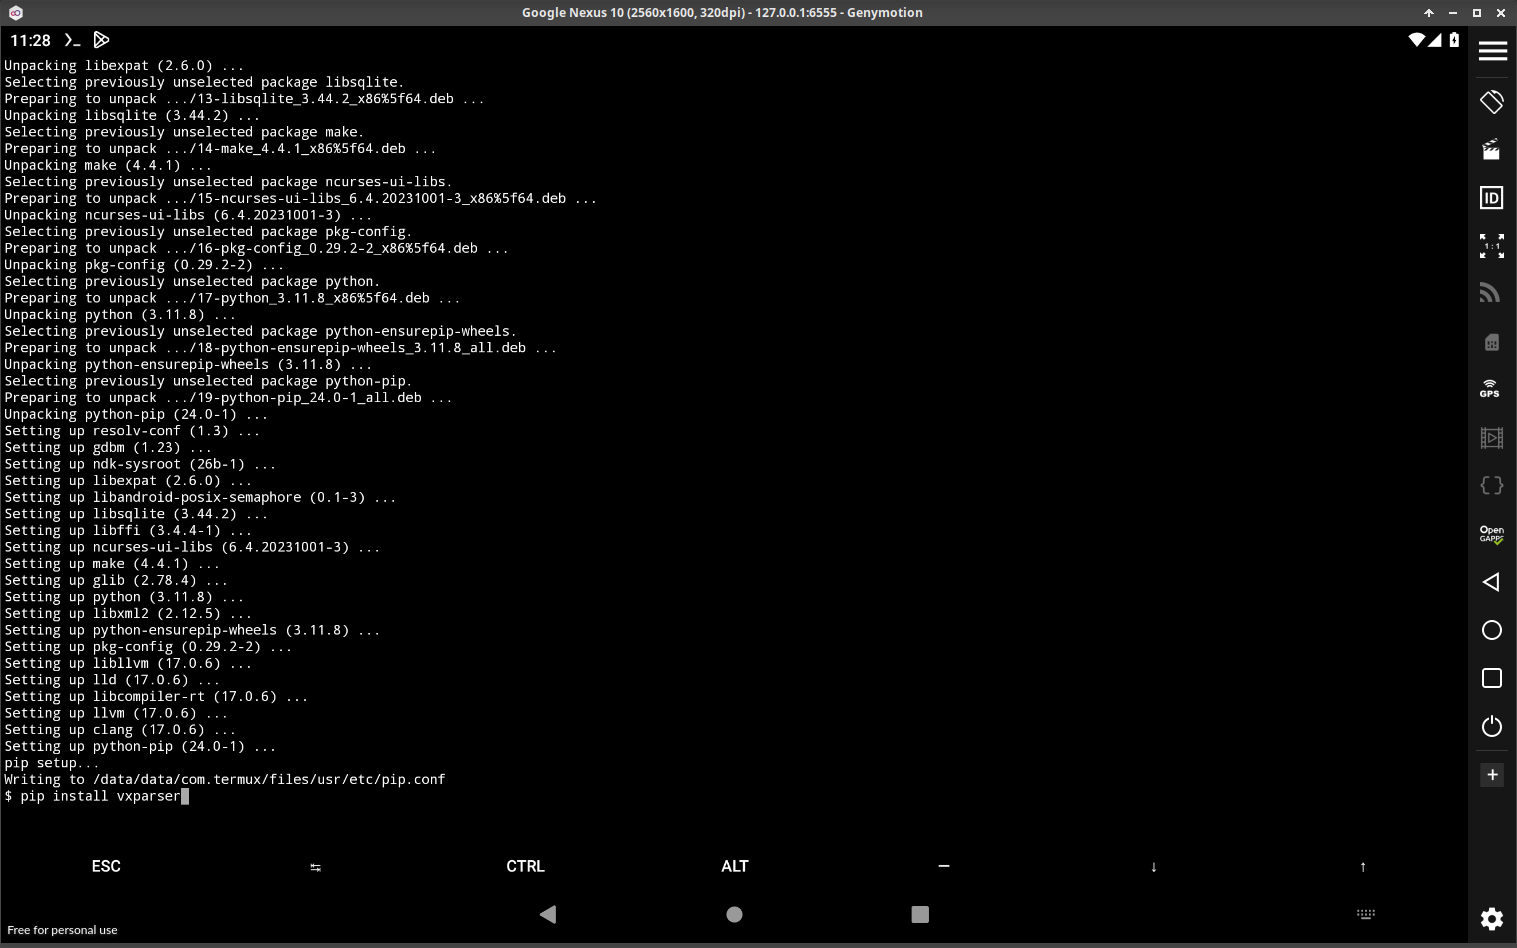 Google Nexus 10 (2560x1600, 320dpi) - 127.0.0.1:6555 - Genymotion
11:28
Unpacking libexpat (2.6.0) ...
Selecting previously unselected package libsqlite.
Preparing to unpack .../13-libsqlite_3.44.2_x86%5f64.deb ...
Unpacking libsqlite (3.44.2) ...
Selecting previously unselected package make.
Preparing to unpack .../14-make_4.4.1_x86%5f64.deb ...
Unpacking make (4.4.1) ...
Selecting previously unselected package ncurses-ui-libs.
Preparing to unpack .../15-ncurses-ui-libs_6.4.20231001-3_x86%5f64.deb ...
Unpacking ncurses-ui-libs (6.4.20231001-3) ...
Selecting previously unselected package pkg-config.
Preparing to unpack .../16-pkg-config_0.29.2-2_x86%5f64.deb ...
Unpacking pkg-config (0.29.2-2) ...
Selecting previously unselected package python.
Preparing to unpack .../17-python_3.11.8_x86%5f64.deb ...
Unpacking python (3.11.8) ...
Selecting previously unselected package python-ensurepip-wheels.
Preparing to unpack .../18-python-ensurepip-wheels_3.11.8_all.deb ...
Unpacking python-ensurepip-wheels (3.11.8) ...
Selecting previously unselected package python-pip.
Preparing to unpack .../19-python-pip_24.0-1_all.deb ...
Unpacking python-pip (24.0-1) ...
Setting up resolv-conf (1.3) ...
Setting up gdbm (1.23) ...
Setting up ndk-sysroot (26b-1) ...
Setting up libexpat (2.6.0) ...
Setting up libandroid-posix-semaphore (0.1-3) ...
Setting up libsqlite (3.44.2) ...
Setting up libffi (3.4.4-1) ...
Setting up ncurses-ui-libs (6.4.20231001-3) ...
Setting up make (4.4.1) ...
Setting up glib (2.78.4) ...
Setting up python (3.11.8) ...
Setting up libxml2 (2.12.5) ...
Setting up python-ensurepip-wheels (3.11.8) ...
Setting up pkg-config (0.29.2-2) ...
Setting up libllvm (17.0.6) ...
Setting up lld (17.0.6) ...
Setting up libcompiler-rt (17.0.6) ...
Setting up llvm (17.0.6) ...
Setting up clang (17.0.6) ...
Setting up python-pip (24.0-1) ...
pip setup...
Writing to /data/data/com.termux/files/usr/etc/pip.conf
$ pip install vxparser
ESC ⇆ CTRL ALT — ↓ ↑
Free for personal use
ID
1:1
GPS
Open
GAPPS